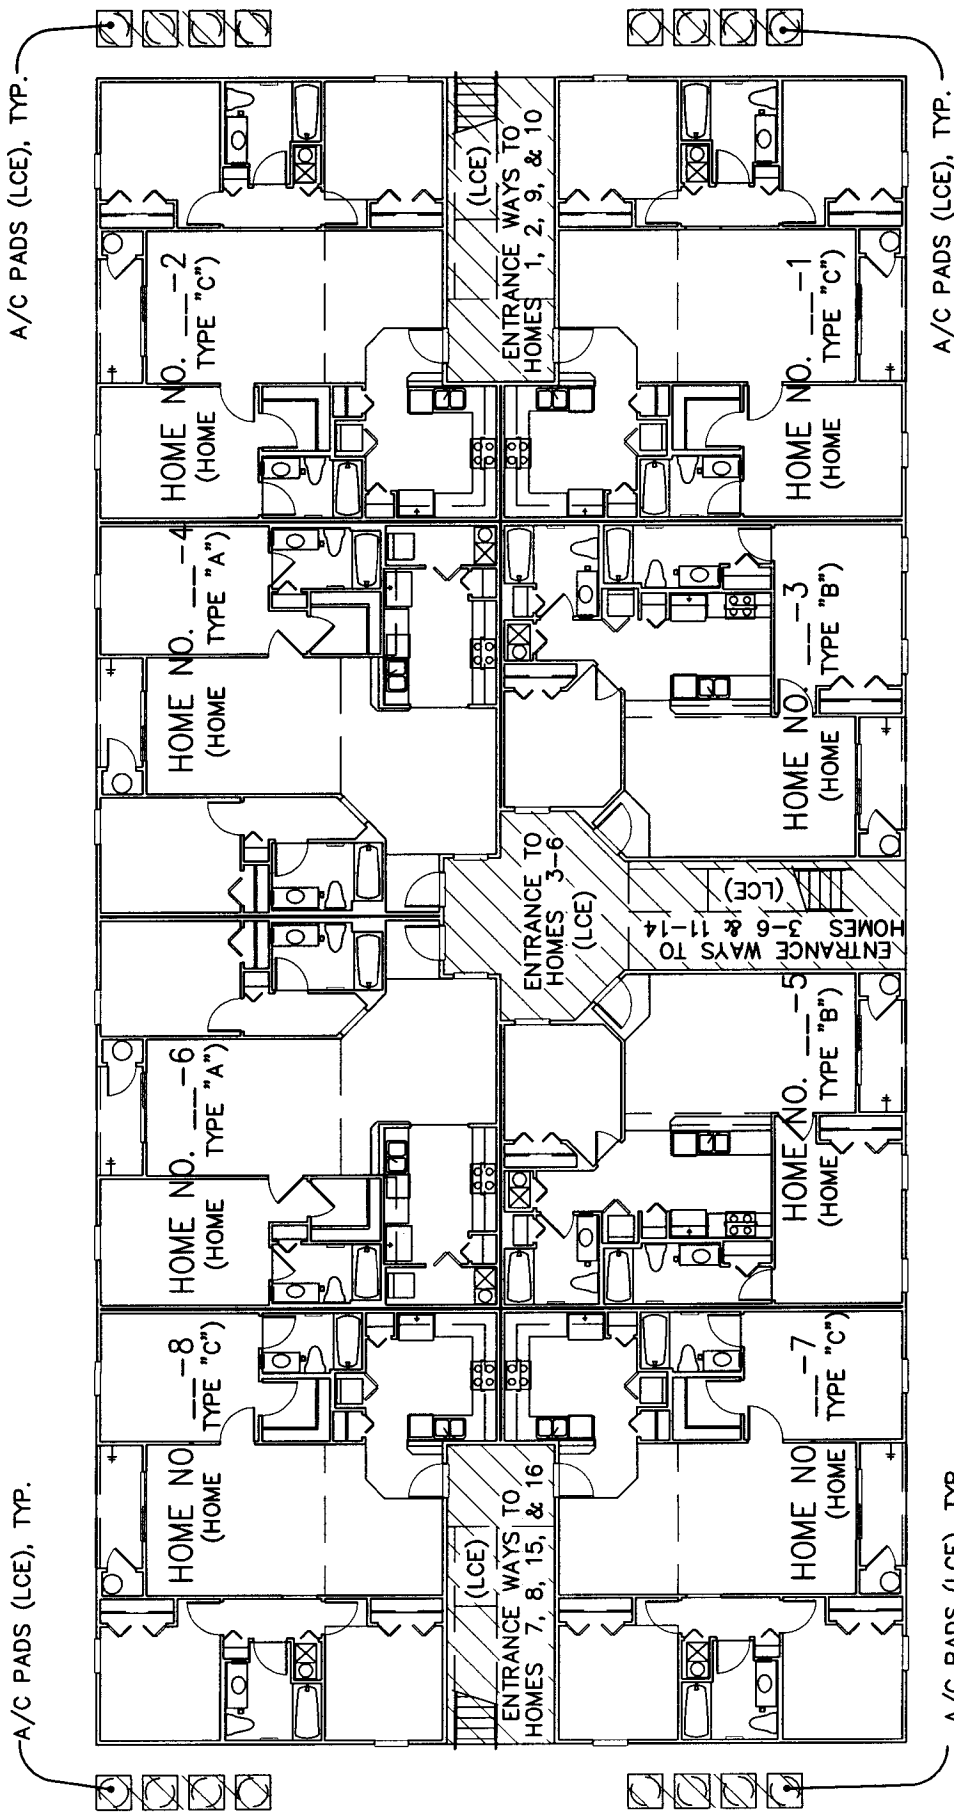 A/C PADS (LCE), TYP.
A/C PADS (LCE), TYP.
HOME NO. __-8
(HOME TYPE "C")
HOME NO. __-6
(HOME TYPE "A")
HOME NO. __-4
(HOME TYPE "A")
HOME NO. __-2
(HOME TYPE "C")
(LCE)
ENTRANCE WAYS TO
HOMES 7, 8, 15, & 16
ENTRANCE TO
HOMES 3-6
(LCE)
(LCE)
ENTRANCE WAYS TO
HOMES 1, 2, 9, & 10
ENTRANCE WAYS TO
HOMES 3-6 & 11-14
(LCE)
HOME NO. __-7
(HOME TYPE "C")
HOME NO. __-5
(HOME TYPE "B")
HOME NO. __-3
(HOME TYPE "B")
HOME NO. __-1
(HOME TYPE "C")
A/C PADS (LCE), TYP.
A/C PADS (LCE), TYP.